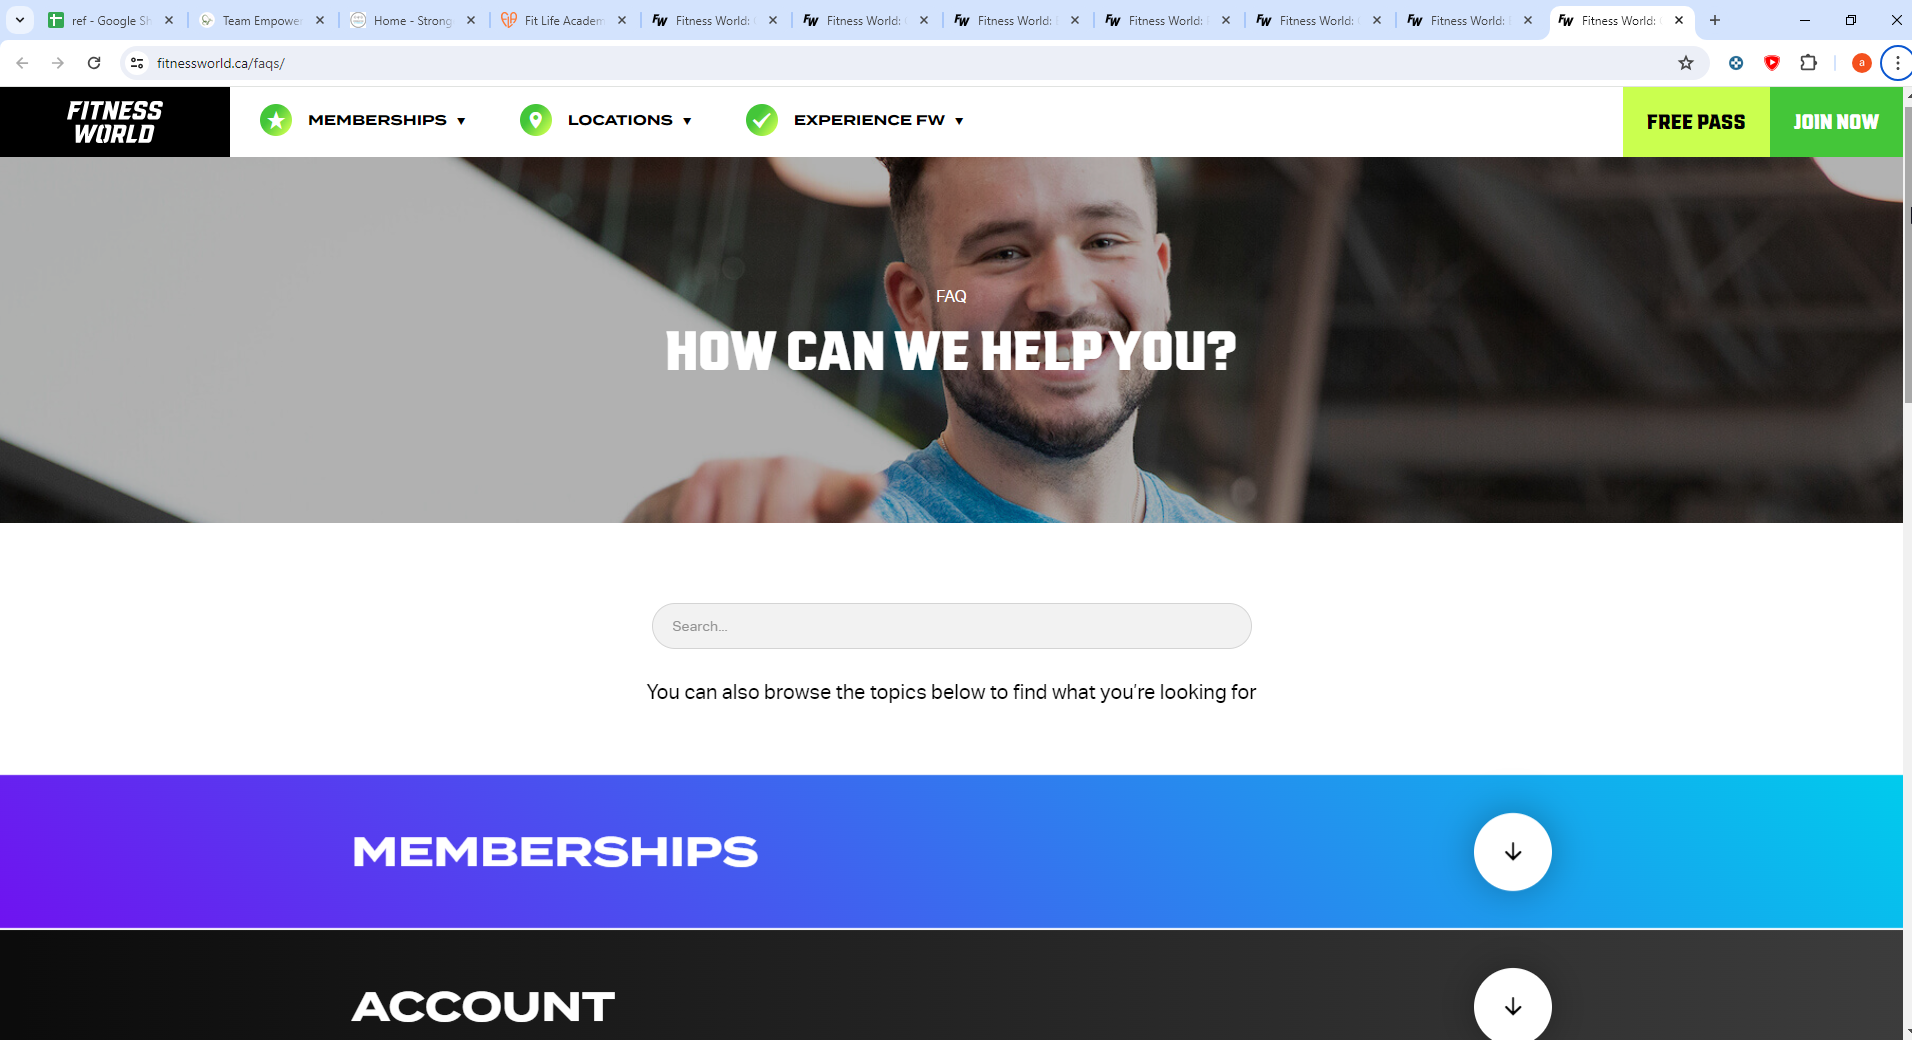 ref - Google Sh
Team Empower
Home - Strong
Fit Life Academ
Fitness World:
Fitness World:
Fitness World:
Fitness World:
Fitness World:
Fitness World:
Fitness World:
fitnessworld.ca/faqs/
a
FITNESS
WORLD
MEMBERSHIPS
LOCATIONS
EXPERIENCE FW
FREE PASS
JOIN NOW
FAQ
HOW CAN WE HELP YOU?
Search...
You can also browse the topics below to find what you're looking for
MEMBERSHIPS
ACCOUNT